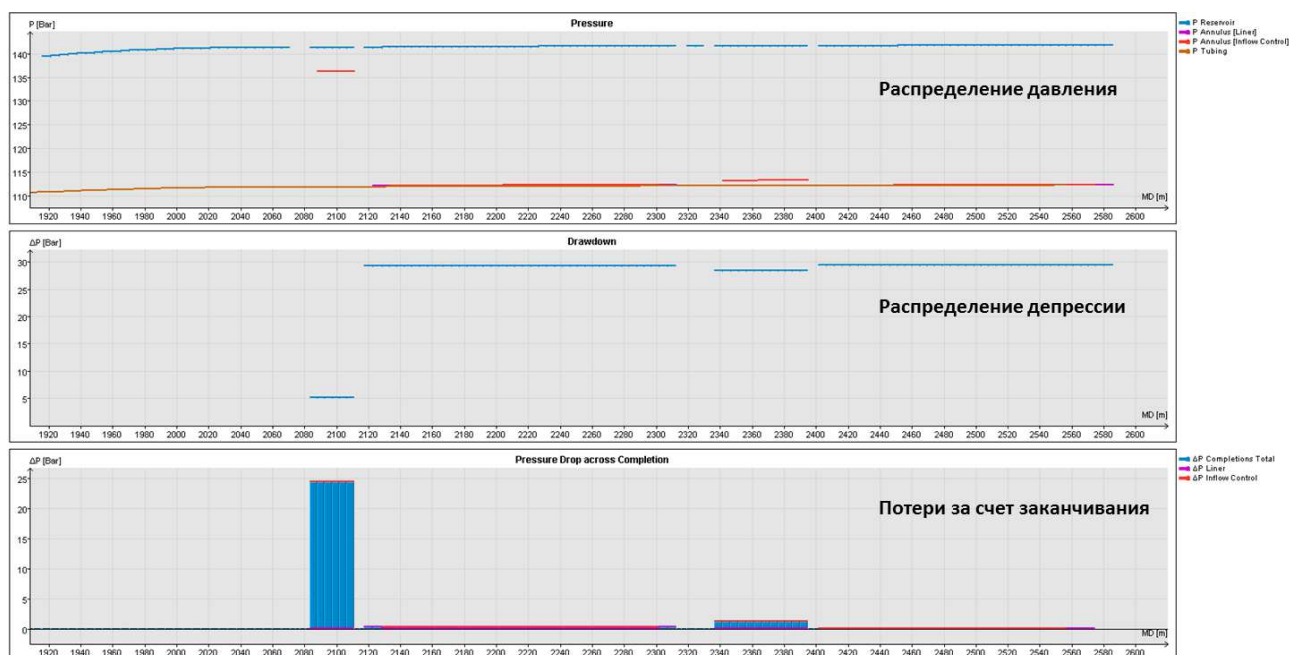 P [Bar] Pressure
P Reservoir
P Annulus [Liner]
P Annulus [Inflow Control]
P Tubing
140
135
130
125
120
115
110
Распределение давления
MD [m]
1920 1940 1960 1980 2000 2020 2040 2060 2080 2100 2120 2140 2160 2180 2200 2220 2240 2260 2280 2300 2320 2340 2360 2380 2400 2420 2440 2460 2480 2500 2520 2540 2560 2580 2600
ΔP [Bar] Drawdown
30
25
20
15
10
5
Распределение депрессии
MD [m]
1920 1940 1960 1980 2000 2020 2040 2060 2080 2100 2120 2140 2160 2180 2200 2220 2240 2260 2280 2300 2320 2340 2360 2380 2400 2420 2440 2460 2480 2500 2520 2540 2560 2580 2600
ΔP [Bar] Pressure Drop across Completion
ΔP Completions Total
ΔP Liner
ΔP Inflow Control
25
20
15
10
5
0
Потери за счет заканчивания
MD [m]
1920 1940 1960 1980 2000 2020 2040 2060 2080 2100 2120 2140 2160 2180 2200 2220 2240 2260 2280 2300 2320 2340 2360 2380 2400 2420 2440 2460 2480 2500 2520 2540 2560 2580 2600